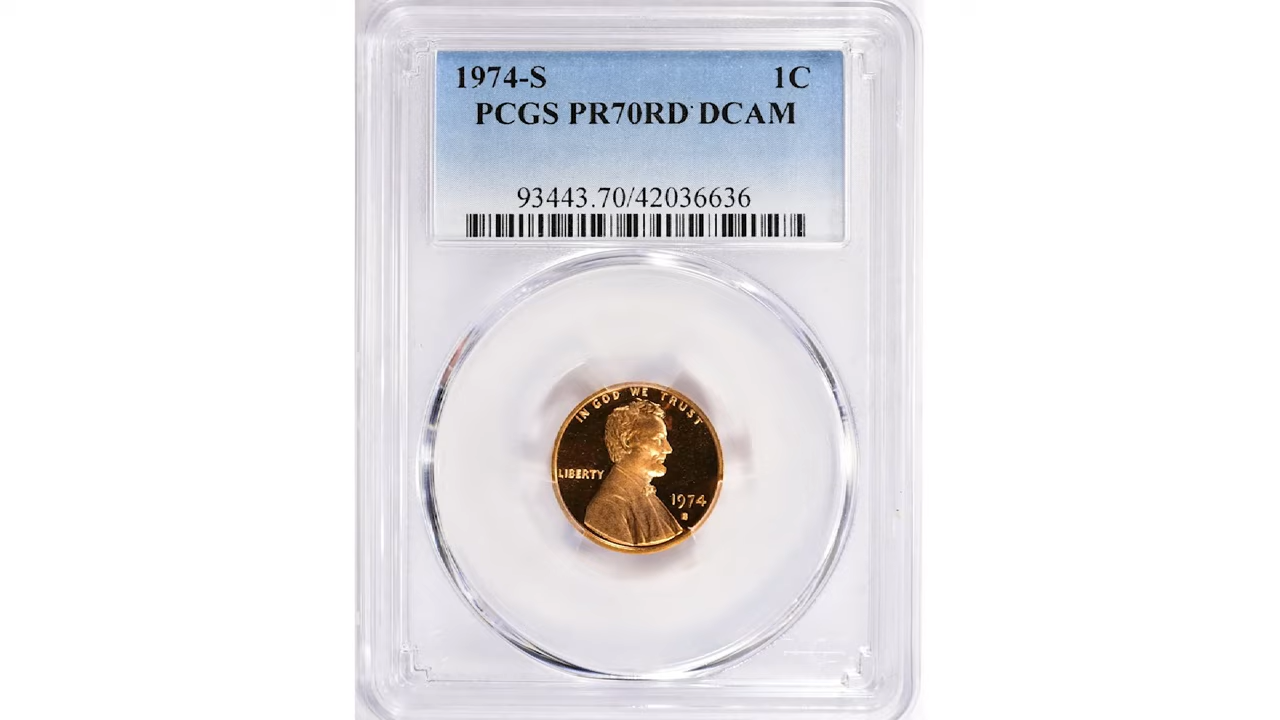 1974-S 1C
PCGS PR70RD DCAM
93443.70/42036636
IN GOD WE TRUST
LIBERTY
1974
S